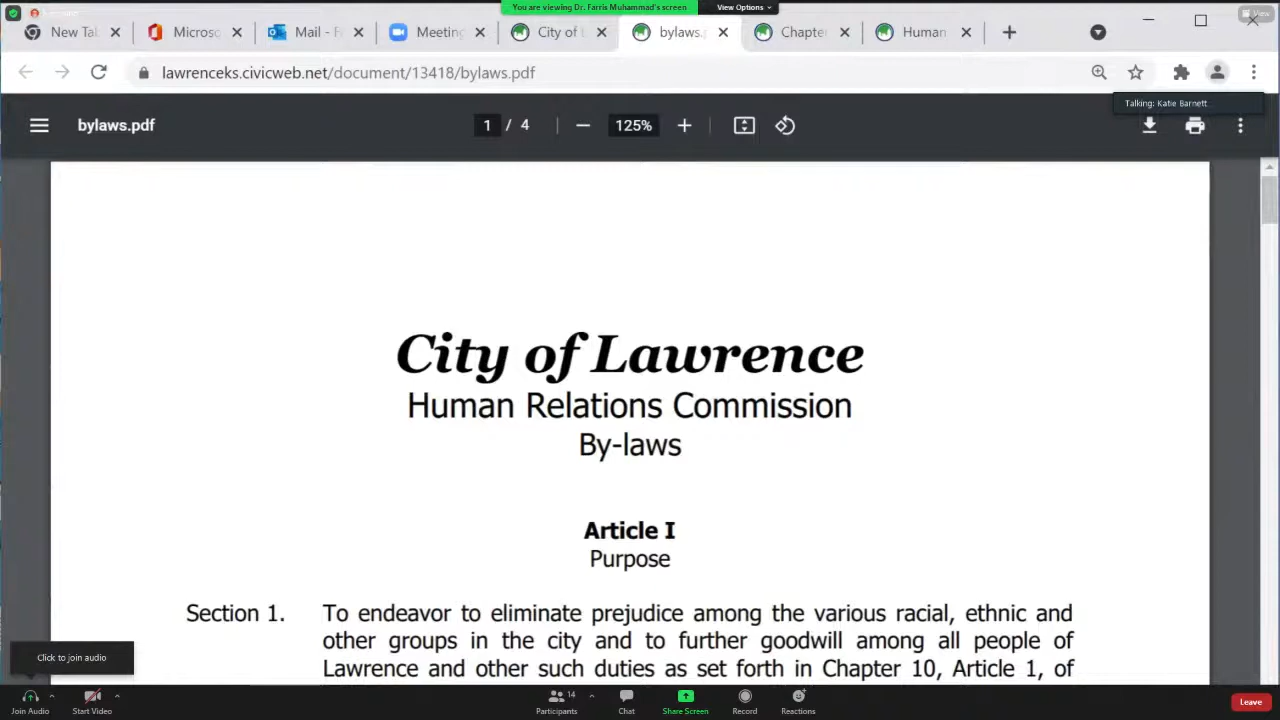 You are viewing Dr. Farris Muhammad's screen View Options
View
New Tal Microsc Mail - F Meeting City of L bylaws. Chapte Human
lawrenceks.civicweb.net/document/13418/bylaws.pdf
Talking: Katie Barnett
bylaws.pdf 1 / 4 125%
City of Lawrence
Human Relations Commission
By-laws
Article I
Purpose
Section 1. To endeavor to eliminate prejudice among the various racial, ethnic and
other groups in the city and to further goodwill among all people of
Lawrence and other such duties as set forth in Chapter 10, Article 1, of
Click to join audio
Join Audio Start Video Participants 14 Chat Share Screen Record Reactions Leave